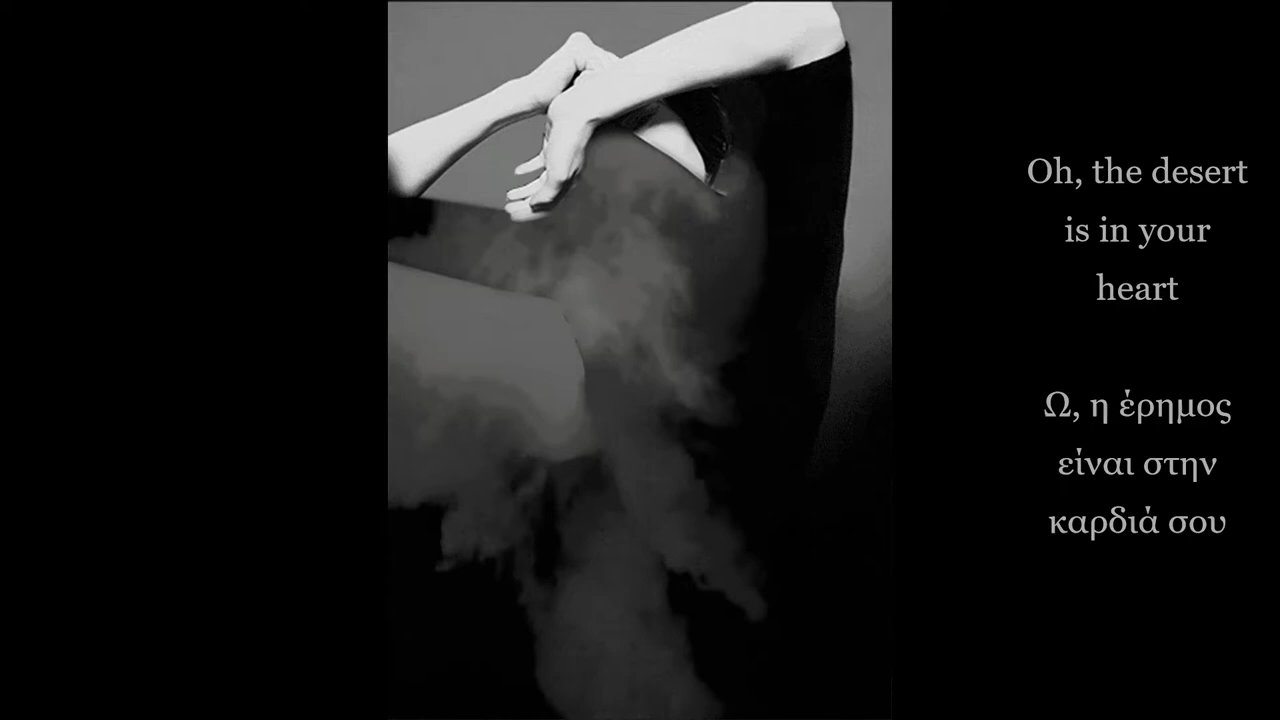 Oh, the desert
is in your
heart
Ω, η έρημος
είναι στην
καρδιά σου